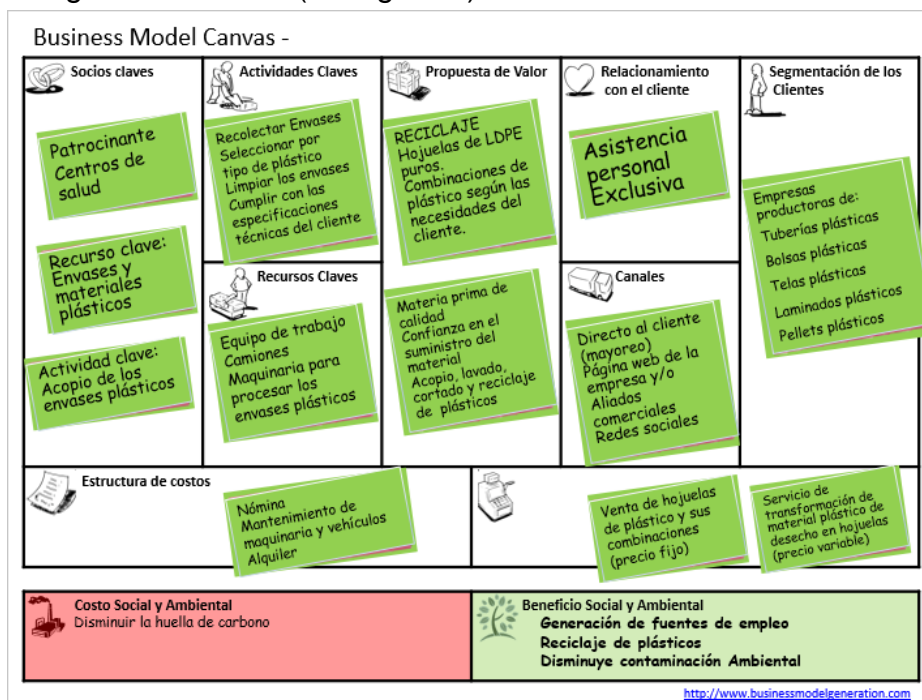 Business Model Canvas -
Socios claves
Patrocinante
Centros de
salud
Recurso clave:
Envases y
materiales
plásticos
Actividad clave:
Acopio de los
envases plásticos
Actividades Claves
Recolectar Envases
Seleccionar por
tipo de plástico
Limpiar los envases
Cumplir con las
especificaciones
técnicas del cliente
Recursos Claves
Equipo de trabajo
Camiones
Maquinaria para
procesar los
envases plásticos
Propuesta de Valor
RECICLAJE
Hojuelas de LDPE
puros.
Combinaciones de
plástico según las
necesidades del
cliente.
Materia prima de
calidad
Confianza en el
suministro del
material
Acopio, lavado,
cortado y reciclaje
de plásticos
Relacionamiento
con el cliente
Asistencia
personal
Exclusiva
Canales
Directo al cliente
(mayoreo)
Página web de la
empresa y/o
Aliados
comerciales
Redes sociales
Segmentación de los
Clientes
Empresas
productoras de:
Tuberías plásticas
Bolsas plásticas
Telas plásticas
Laminados plásticos
Pellets plásticos
Estructura de costos
Nómina
Mantenimiento de
maquinaria y vehículos
Alquiler
Venta de hojuelas
de plástico y sus
combinaciones
(precio fijo)
Servicio de
transformación de
material plástico de
desecho en hojuelas
(precio variable)
Costo Social y Ambiental
Disminuir la huella de carbono
Beneficio Social y Ambiental
Generación de fuentes de empleo
Reciclaje de plásticos
Disminuye contaminación Ambiental
http://www.businessmodelgeneration.com